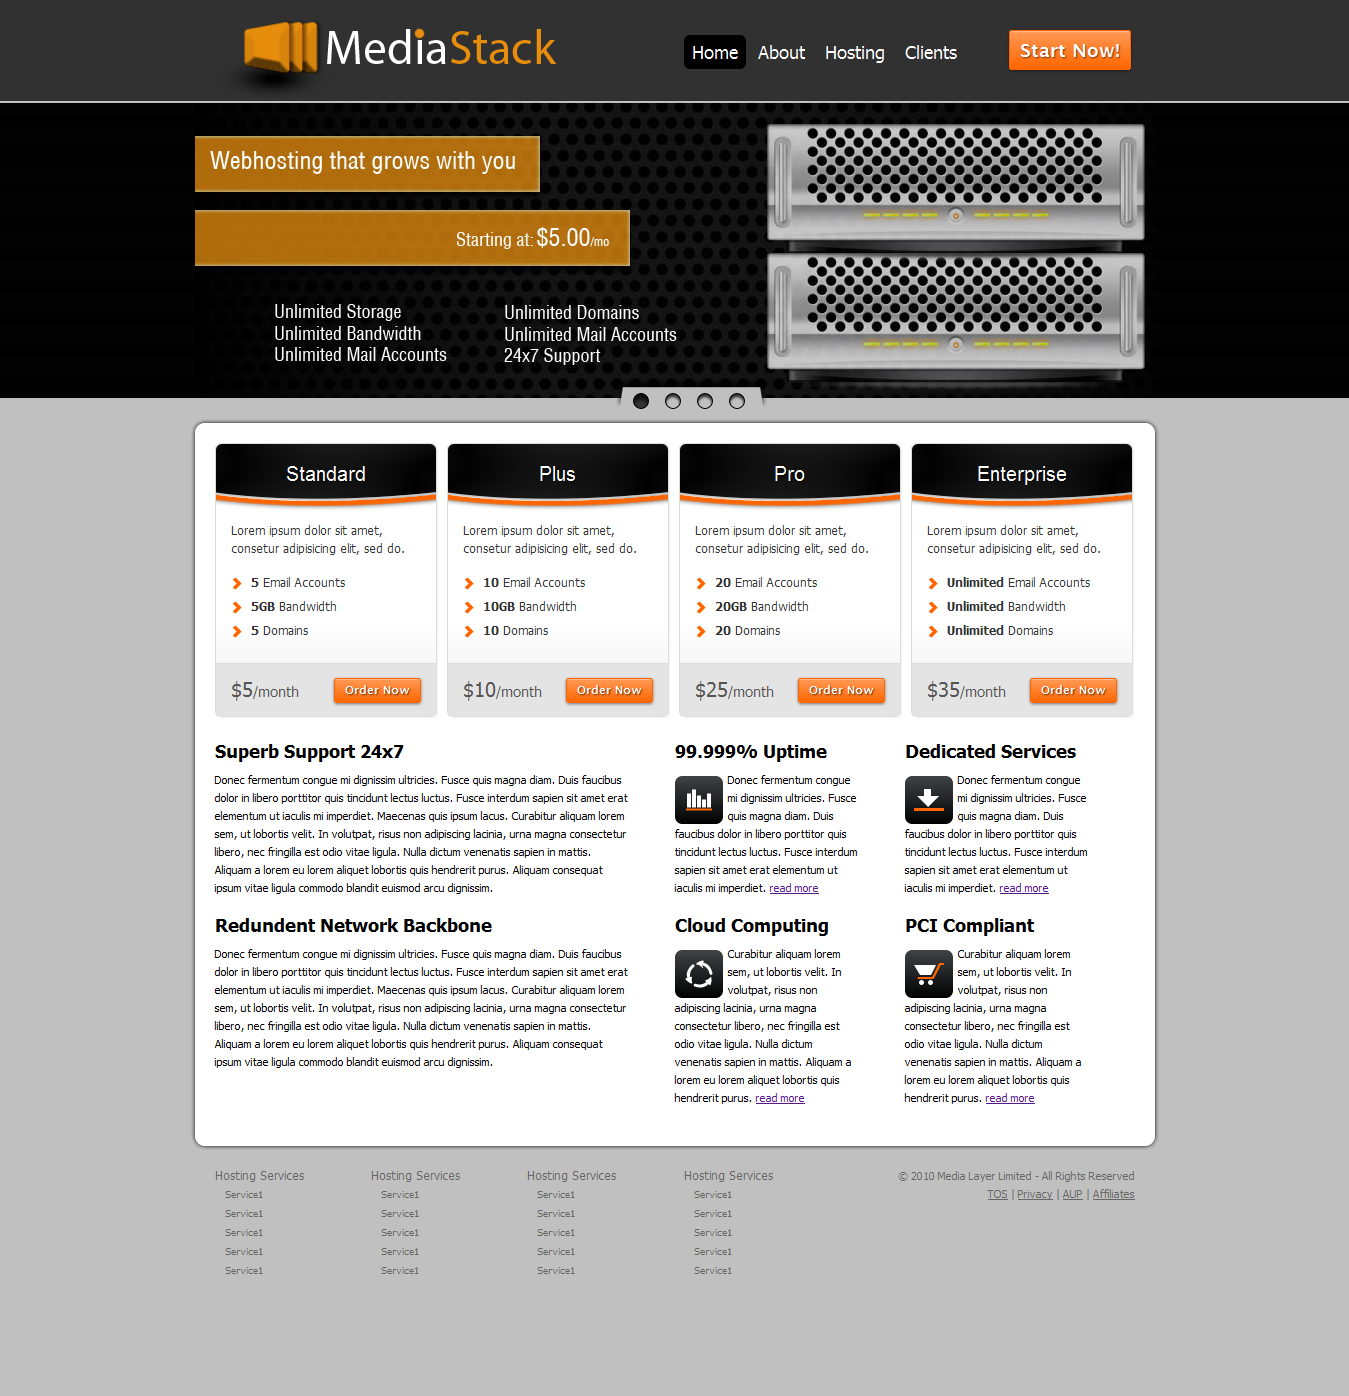 MediaStack
Home About Hosting Clients
Start Now!
Webhosting that grows with you
Starting at: $5.00/mo
Unlimited Storage
Unlimited Bandwidth
Unlimited Mail Accounts
Unlimited Domains
Unlimited Mail Accounts
24x7 Support
Standard
Lorem ipsum dolor sit amet,
consetur adipisicing elit, sed do.
5 Email Accounts
5GB Bandwidth
5 Domains
$5/month
Order Now
Plus
Lorem ipsum dolor sit amet,
consetur adipisicing elit, sed do.
10 Email Accounts
10GB Bandwidth
10 Domains
$10/month
Order Now
Pro
Lorem ipsum dolor sit amet,
consetur adipisicing elit, sed do.
20 Email Accounts
20GB Bandwidth
20 Domains
$25/month
Order Now
Enterprise
Lorem ipsum dolor sit amet,
consetur adipisicing elit, sed do.
Unlimited Email Accounts
Unlimited Bandwidth
Unlimited Domains
$35/month
Order Now
Superb Support 24x7
Donec fermentum congue mi dignissim ultricies. Fusce quis magna diam. Duis faucibus
dolor in libero porttitor quis tincidunt lectus luctus. Fusce interdum sapien sit amet erat
elementum ut iaculis mi imperdiet. Maecenas quis ipsum lacus. Curabitur aliquam lorem
sem, ut lobortis velit. In volutpat, risus non adipiscing lacinia, urna magna consectetur
libero, nec fringilla est odio vitae ligula. Nulla dictum venenatis sapien in mattis.
Aliquam a lorem eu lorem aliquet lobortis quis hendrerit purus. Aliquam consequat
ipsum vitae ligula commodo blandit euismod arcu dignissim.
99.999% Uptime
Donec fermentum congue
mi dignissim ultricies. Fusce
quis magna diam. Duis
faucibus dolor in libero porttitor quis
tincidunt lectus luctus. Fusce interdum
sapien sit amet erat elementum ut
iaculis mi imperdiet. read more
Dedicated Services
Donec fermentum congue
mi dignissim ultricies. Fusce
quis magna diam. Duis
faucibus dolor in libero porttitor quis
tincidunt lectus luctus. Fusce interdum
sapien sit amet erat elementum ut
iaculis mi imperdiet. read more
Redundent Network Backbone
Donec fermentum congue mi dignissim ultricies. Fusce quis magna diam. Duis faucibus
dolor in libero porttitor quis tincidunt lectus luctus. Fusce interdum sapien sit amet erat
elementum ut iaculis mi imperdiet. Maecenas quis ipsum lacus. Curabitur aliquam lorem
sem, ut lobortis velit. In volutpat, risus non adipiscing lacinia, urna magna consectetur
libero, nec fringilla est odio vitae ligula. Nulla dictum venenatis sapien in mattis.
Aliquam a lorem eu lorem aliquet lobortis quis hendrerit purus. Aliquam consequat
ipsum vitae ligula commodo blandit euismod arcu dignissim.
Cloud Computing
Curabitur aliquam lorem
sem, ut lobortis velit. In
volutpat, risus non
adipiscing lacinia, urna magna
consectetur libero, nec fringilla est
odio vitae ligula. Nulla dictum
venenatis sapien in mattis. Aliquam a
lorem eu lorem aliquet lobortis quis
hendrerit purus. read more
PCI Compliant
Curabitur aliquam lorem
sem, ut lobortis velit. In
volutpat, risus non
adipiscing lacinia, urna magna
consectetur libero, nec fringilla est
odio vitae ligula. Nulla dictum
venenatis sapien in mattis. Aliquam a
lorem eu lorem aliquet lobortis quis
hendrerit purus. read more
Hosting Services
Service1
Service1
Service1
Service1
Service1
Hosting Services
Service1
Service1
Service1
Service1
Service1
Hosting Services
Service1
Service1
Service1
Service1
Service1
Hosting Services
Service1
Service1
Service1
Service1
Service1
© 2010 Media Layer Limited - All Rights Reserved
TOS | Privacy | AUP | Affiliates